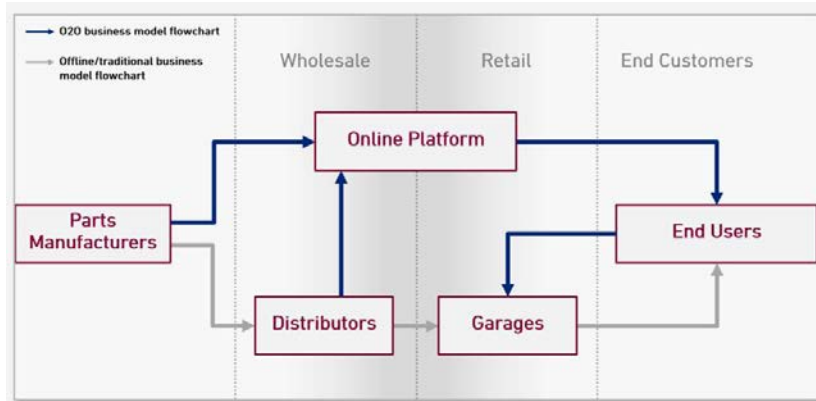 O2O business model flowchart
Offline/traditional business
model flowchart
Wholesale
Retail
End Customers
Online Platform
Parts
Manufacturers
End Users
Distributors
Garages